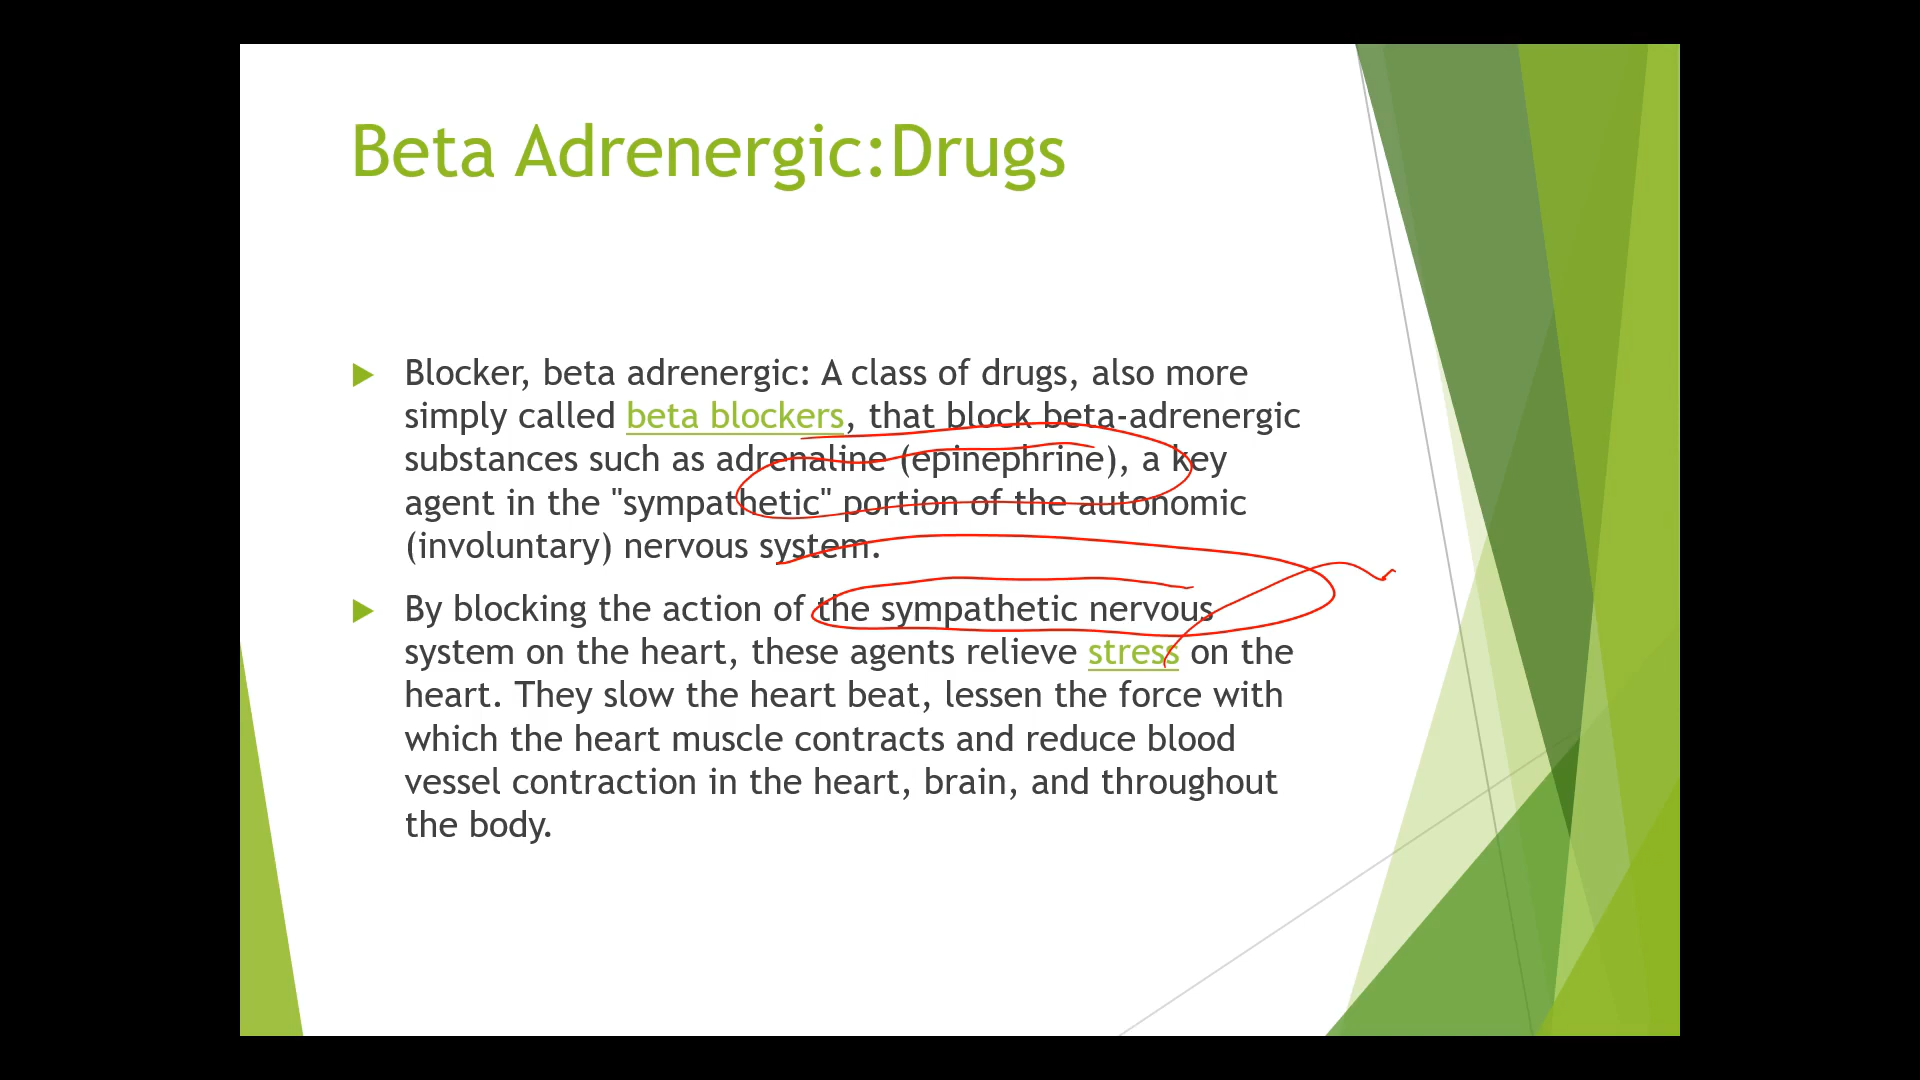 Beta Adrenergic:Drugs
Blocker, beta adrenergic: A class of drugs, also more
simply called beta blockers, that block beta-adrenergic
substances such as adrenaline (epinephrine), a key
agent in the "sympathetic" portion of the autonomic
(involuntary) nervous system.
By blocking the action of the sympathetic nervous
system on the heart, these agents relieve stress on the
heart. They slow the heart beat, lessen the force with
which the heart muscle contracts and reduce blood
vessel contraction in the heart, brain, and throughout
the body.